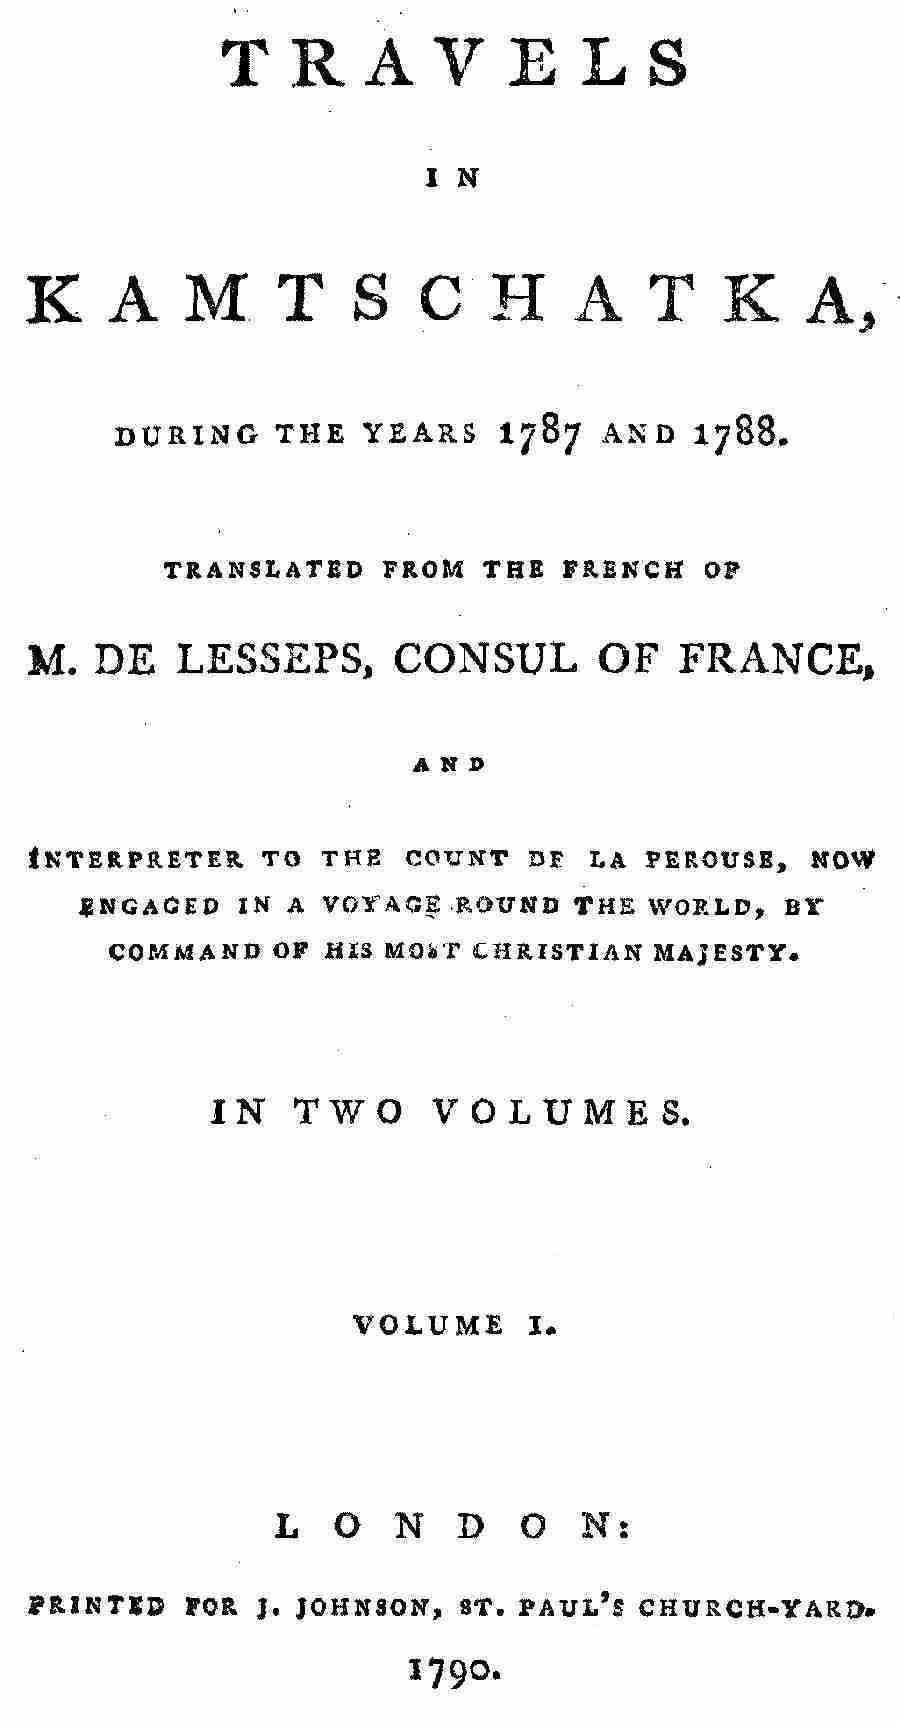 TRAVELS
IN
KAMTSCHATKA,
DURING THE YEARS 1787 AND 1788.
TRANSLATED FROM THE FRENCH OF
M. DE LESSEPS, CONSUL OF FRANCE,
AND
INTERPRETER TO THE COUNT DE LA PEROUSE, NOW
ENGAGED IN A VOYAGE ROUND THE WORLD, BY
COMMAND OF HIS MOST CHRISTIAN MAJESTY.
IN TWO VOLUMES.
VOLUME I.
LONDON:
PRINTED FOR J. JOHNSON, ST. PAUL'S CHURCH-YARD.
1790.